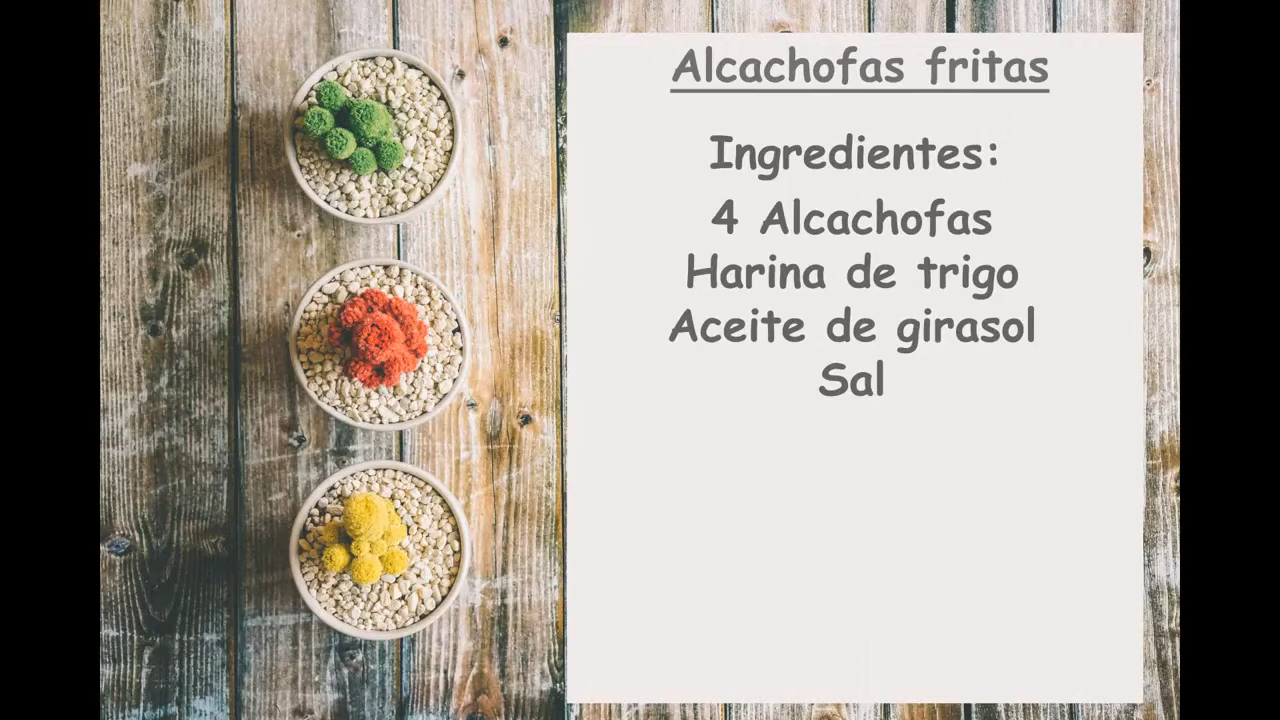 Alcachofas fritas
Ingredientes:
4 Alcachofas
Harina de trigo
Aceite de girasol
Sal